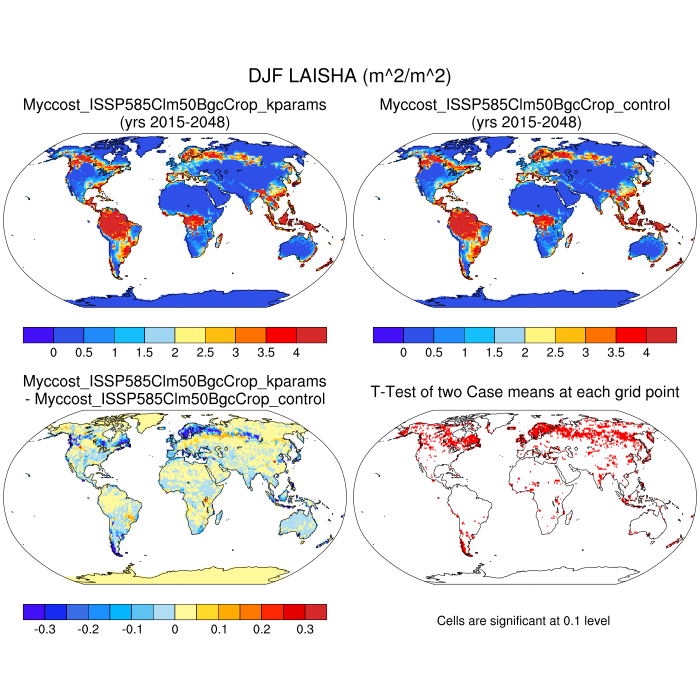 DJF LAISHA (m^2/m^2)
Myccost_ISSP585Clm50BgcCrop_kparams
(yrs 2015-2048)
Myccost_ISSP585Clm50BgcCrop_control
(yrs 2015-2048)
0 0.5 1 1.5 2 2.5 3 3.5 4
0 0.5 1 1.5 2 2.5 3 3.5 4
Myccost_ISSP585Clm50BgcCrop_kparams
- Myccost_ISSP585Clm50BgcCrop_control
T-Test of two Case means at each grid point
-0.3 -0.2 -0.1 0 0.1 0.2 0.3
Cells are significant at 0.1 level